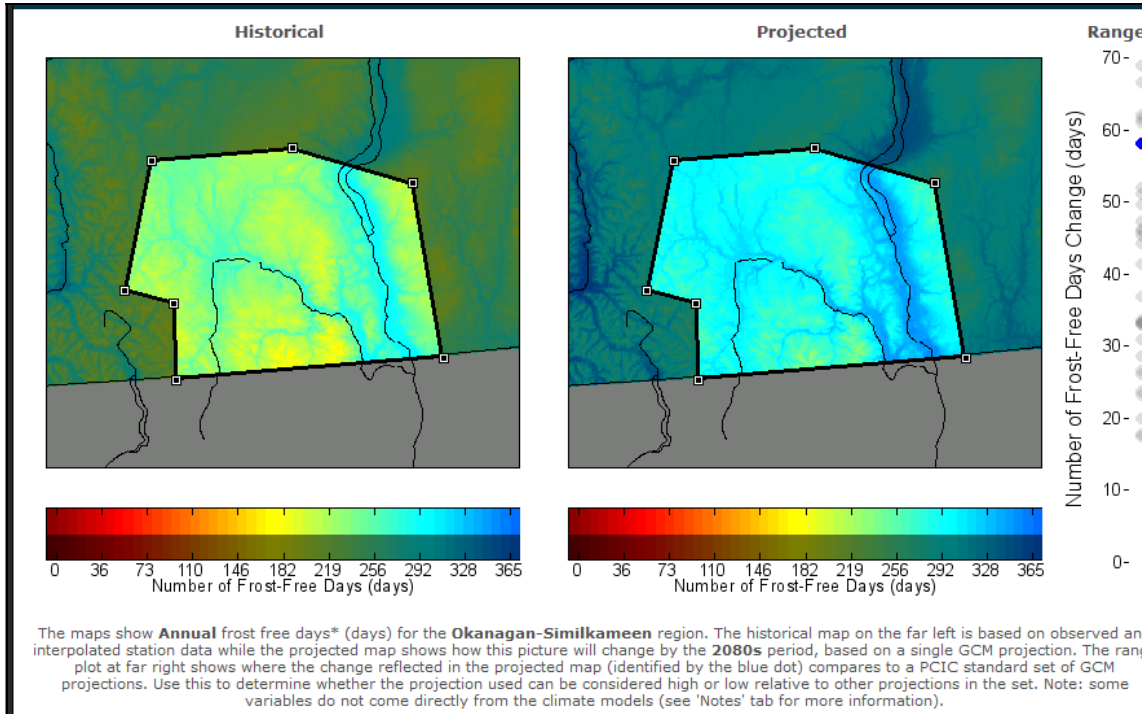 Historical
Projected
Range
70-
60-
50-
40-
30-
20-
10-
0-
Number of Frost-Free Days Change (days)
0 36 73 110 146 182 219 256 292 328 365
Number of Frost-Free Days (days)
0 36 73 110 146 182 219 256 292 328 365
Number of Frost-Free Days (days)
The maps show Annual frost free days* (days) for the Okanagan-Similkameen region. The historical map on the far left is based on observed an
interpolated station data while the projected map shows how this picture will change by the 2080s period, based on a single GCM projection. The rang
plot at far right shows where the change reflected in the projected map (identified by the blue dot) compares to a PCIC standard set of GCM
projections. Use this to determine whether the projection used can be considered high or low relative to other projections in the set. Note: some
variables do not come directly from the climate models (see 'Notes' tab for more information).